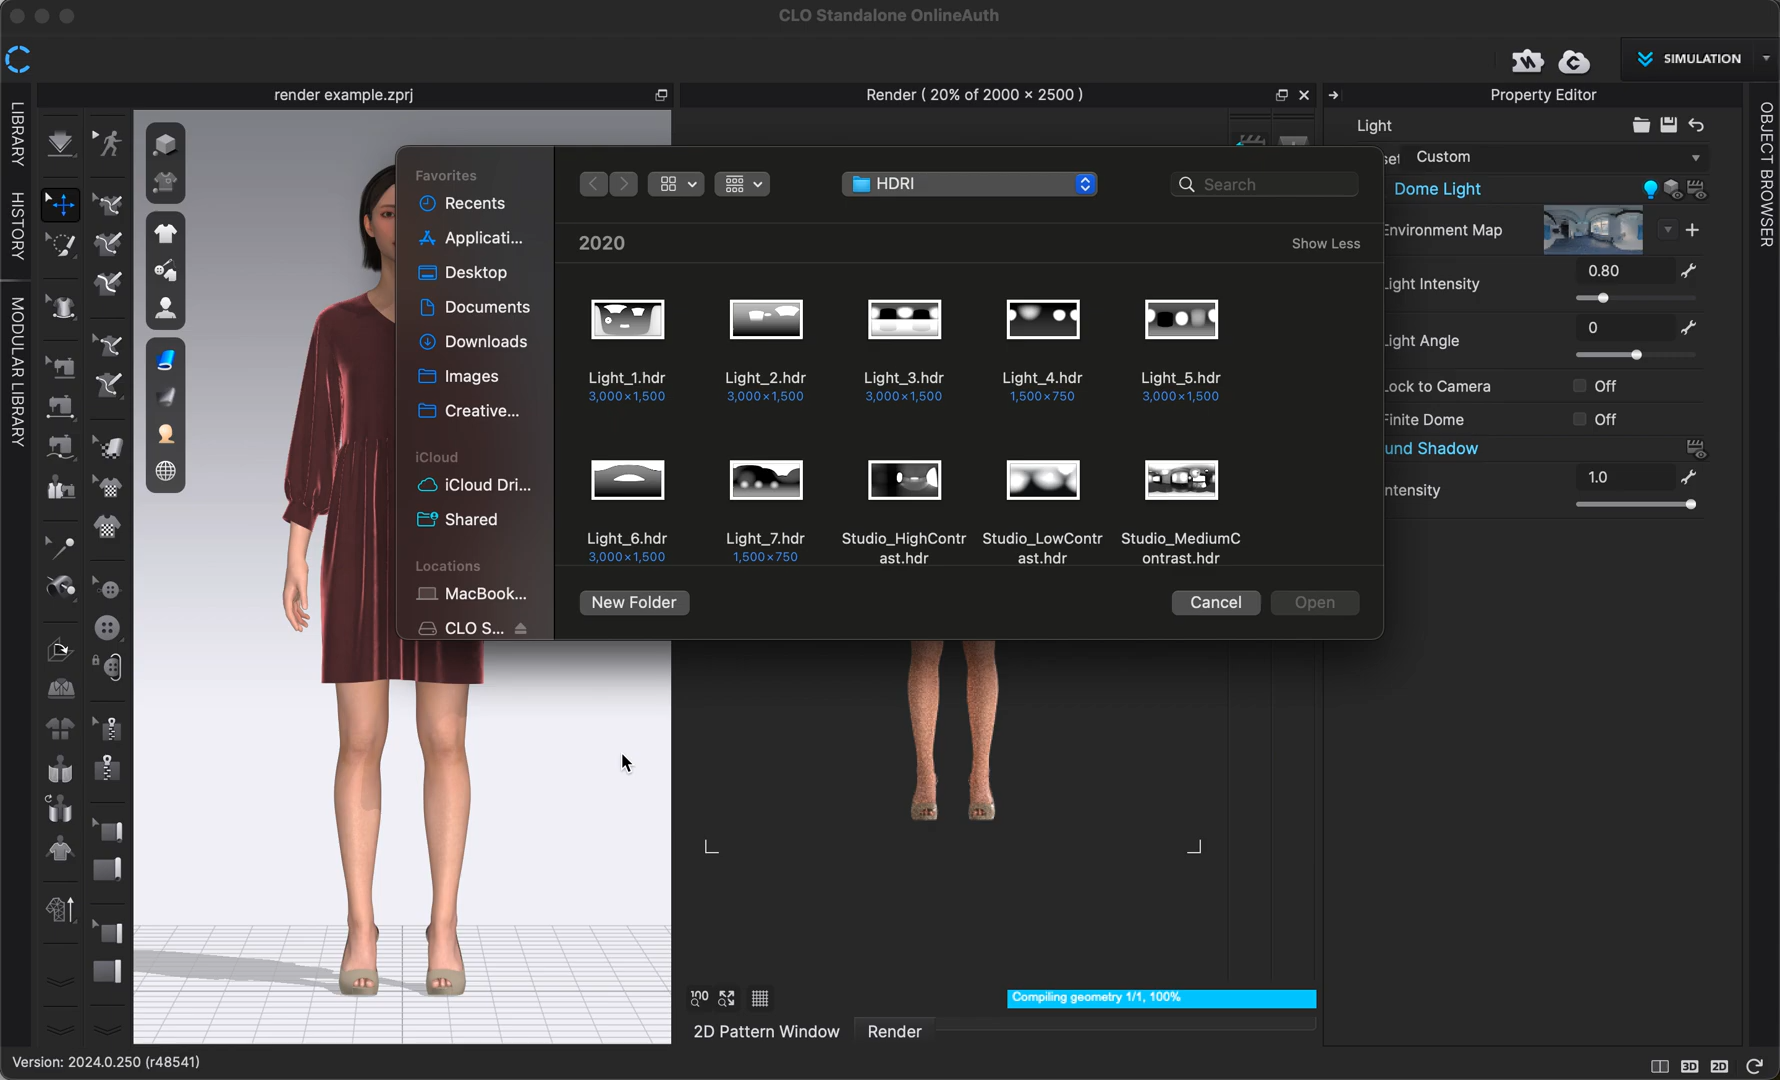 CLO Standalone OnlineAuth
SIMULATION
render example.zprj
Render ( 20% of 2000 × 2500 )
Property Editor
LIBRARY
HISTORY
MODULAR LIBRARY
OBJECT BROWSER
Light
Custom
Dome Light
Environment Map
Light Intensity
0.80
Light Angle
0
Lock to Camera
Off
Off
Shadow
1.0
Favorites
Recents
Applicati...
Desktop
Documents
Downloads
Images
Creative...
iCloud
iCloud Dri...
Shared
Locations
MacBook...
CLO S...
HDRI
Search
2020
Show Less
Light_1.hdr
3,000×1,500
Light_2.hdr
3,000×1,500
Light_3.hdr
3,000×1,500
Light_4.hdr
1,500×750
Light_5.hdr
3,000×1,500
Light_6.hdr
3,000×1,500
Light_7.hdr
1,500×750
Studio_HighContr
ast.hdr
Studio_LowContr
ast.hdr
Studio_MediumC
ontrast.hdr
New Folder
Cancel
Open
100
Compiling geometry 1/1, 100%
2D Pattern Window
Render
Version: 2024.0.250 (r48541)
3D
2D